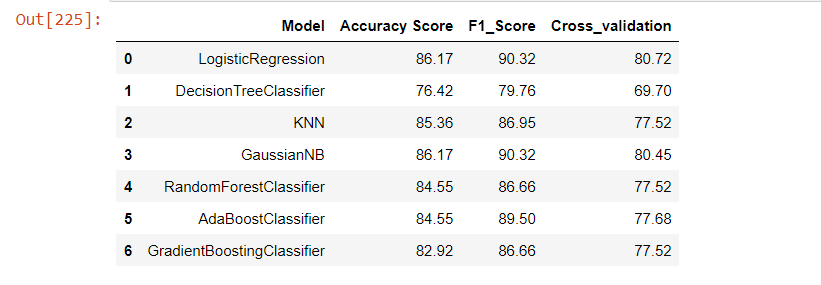 Out[225]:
Model Accuracy Score F1_Score Cross_validation
0 LogisticRegression 86.17 90.32 80.72
1 DecisionTreeClassifier 76.42 79.76 69.70
2 KNN 85.36 86.95 77.52
3 GaussianNB 86.17 90.32 80.45
4 RandomForestClassifier 84.55 86.66 77.52
5 AdaBoostClassifier 84.55 89.50 77.68
6 GradientBoostingClassifier 82.92 86.66 77.52